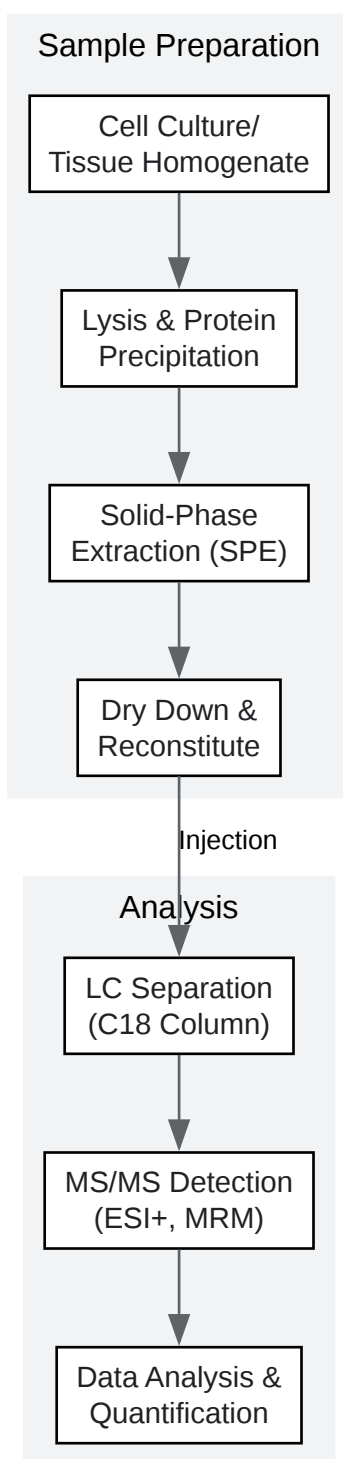 Sample Preparation
Cell Culture/
Tissue Homogenate
Lysis & Protein
Precipitation
Solid-Phase
Extraction (SPE)
Dry Down &
Reconstitute
Injection
Analysis
LC Separation
(C18 Column)
MS/MS Detection
(ESI+, MRM)
Data Analysis &
Quantification